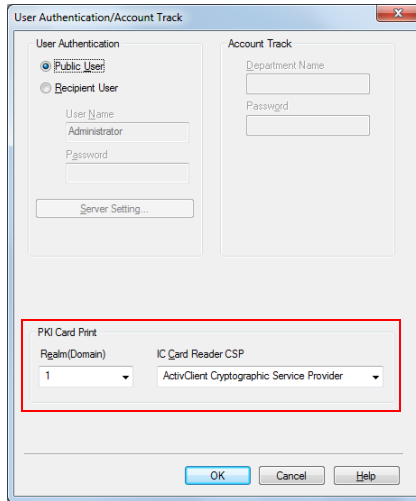 User Authentication/Account Track
User Authentication
Public User
Recipient User
User Name
Administrator
Password
Server Setting...
Account Track
Department Name
Password
PKI Card Print
Realm(Domain)
1
IC Card Reader CSP
ActivClient Cryptographic Service Provider
OK
Cancel
Help